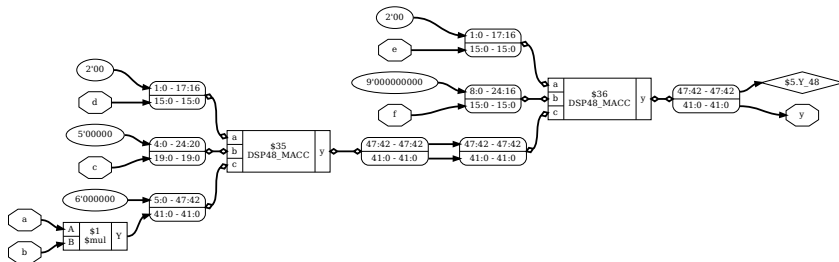 2'00
e
1:0 - 17:16
15:0 - 15:0
9'000000000
f
8:0 - 24:16
15:0 - 15:0
a
b
c
$36
DSP48_MACC
y
47:42 - 47:42
41:0 - 41:0
$5.Y_48
y
2'00
d
1:0 - 17:16
15:0 - 15:0
5'00000
c
4:0 - 24:20
19:0 - 19:0
a
b
c
$35
DSP48_MACC
y
47:42 - 47:42
41:0 - 41:0
47:42 - 47:42
41:0 - 41:0
6'000000
5:0 - 47:42
41:0 - 41:0
a
b
A
B
$1
$mul
Y